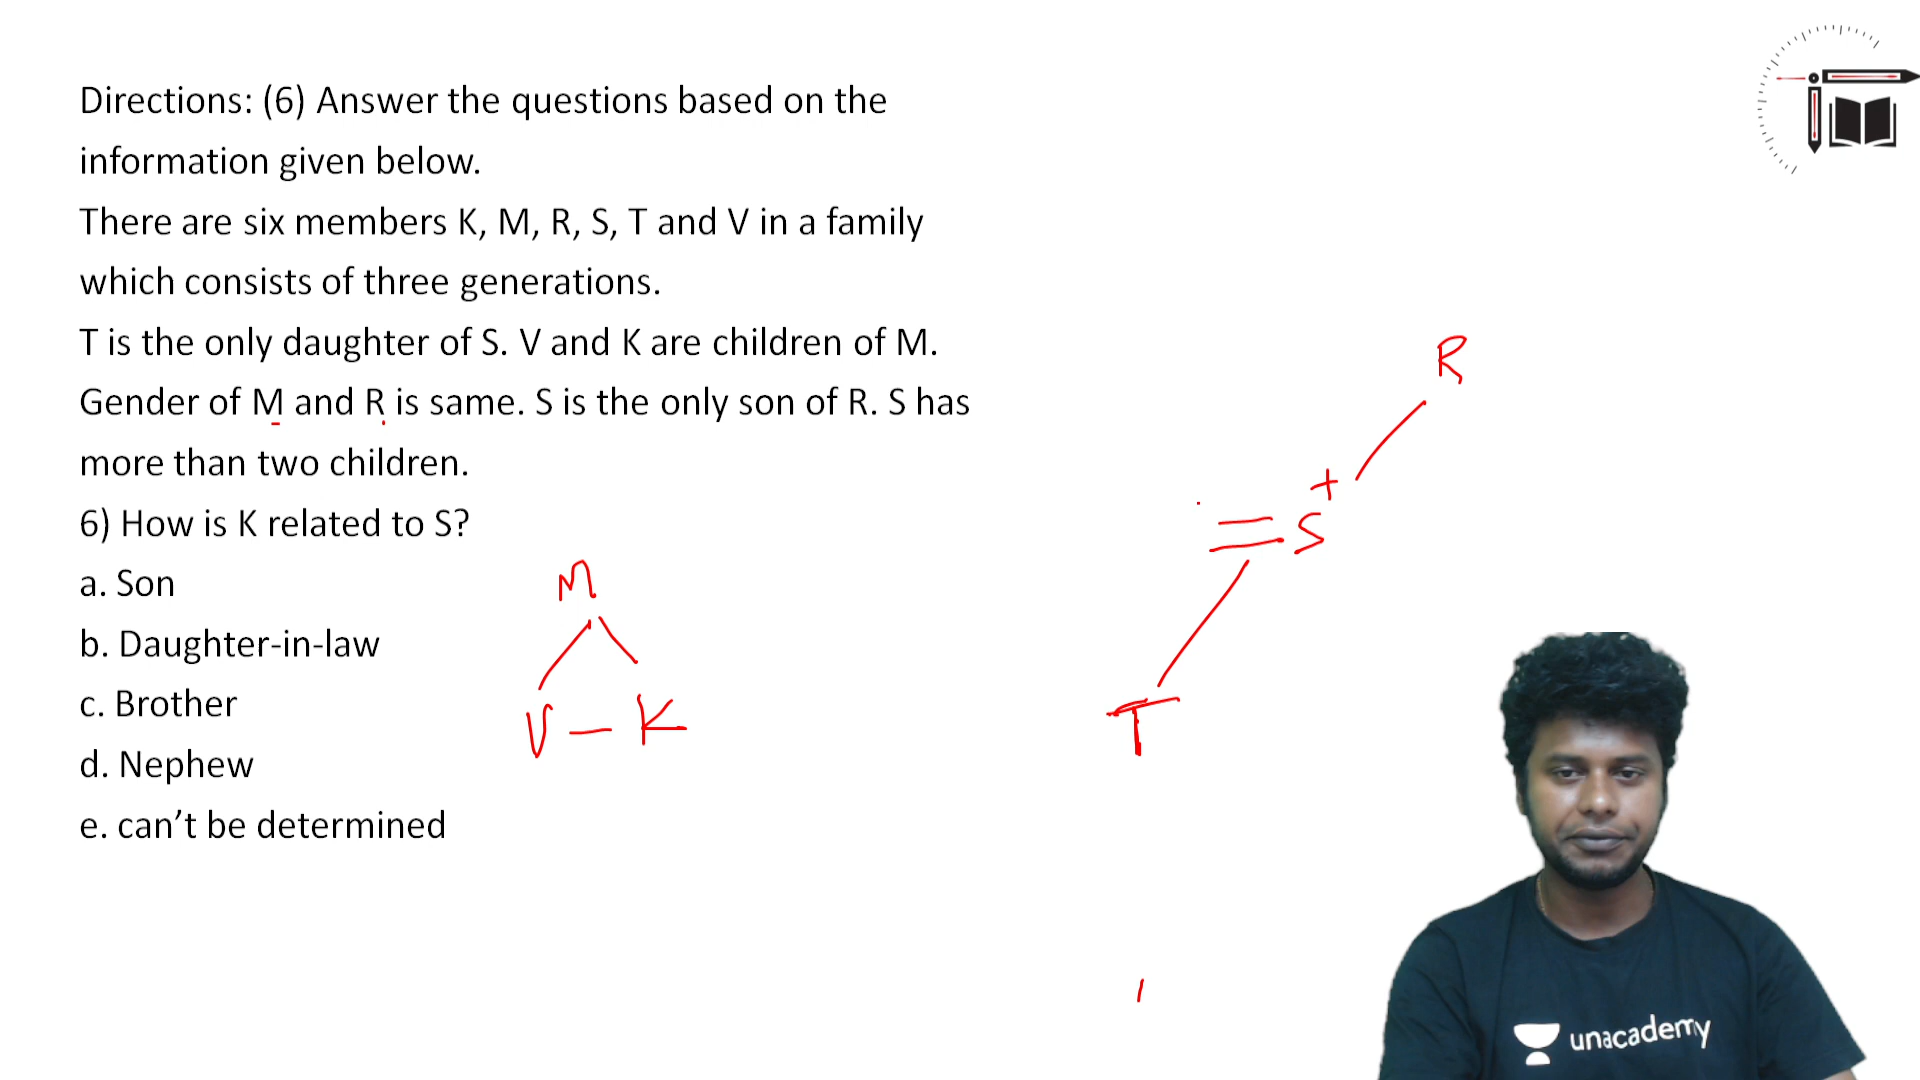 Directions: (6) Answer the questions based on the
information given below.
There are six members K, M, R, S, T and V in a family
which consists of three generations.
T is the only daughter of S. V and K are children of M.
Gender of M and R is same. S is the only son of R. S has
more than two children.
6) How is K related to S?
a. Son
b. Daughter-in-law
c. Brother
d. Nephew
e. can’t be determined
M
V – K
R
+
= S
T
unacademy